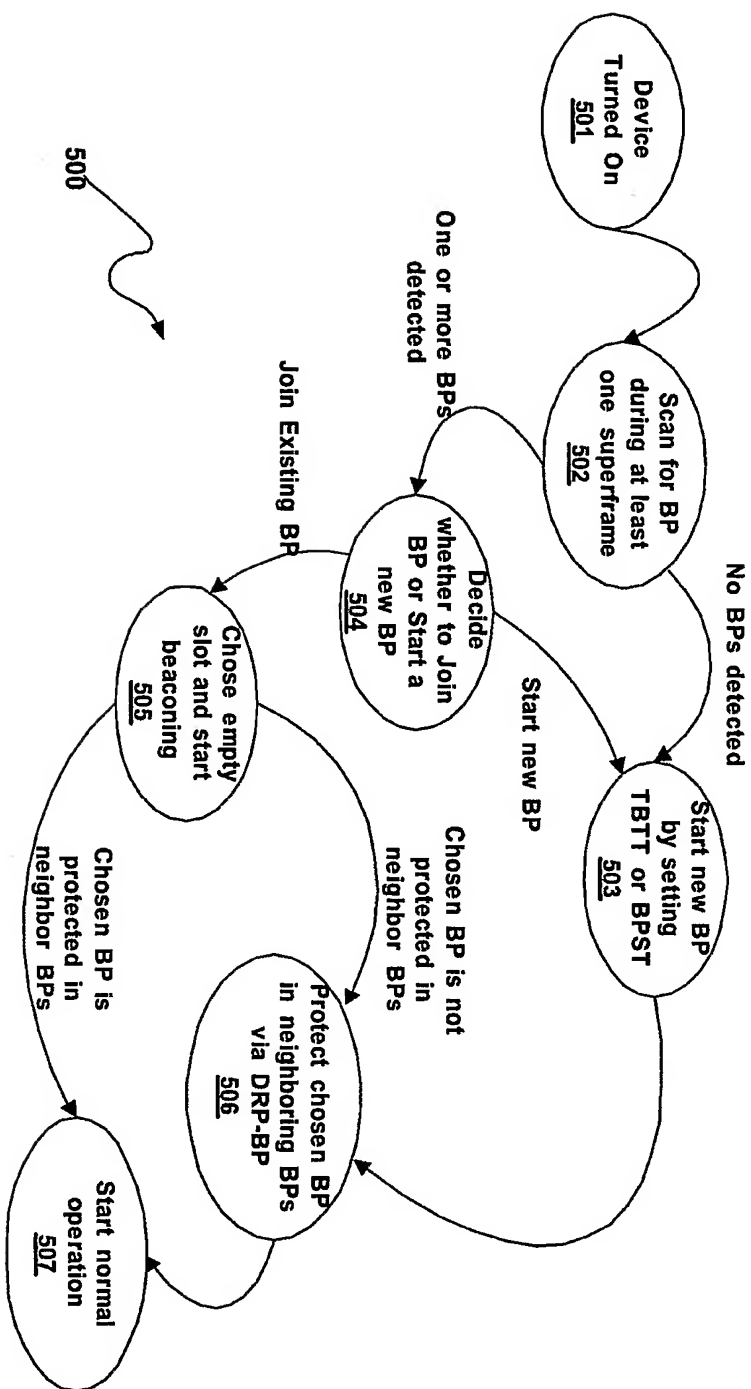 Device
Turned On
501
Scan for BP
during at least
one superframe
502
No BPs detected
One or more BPs
detected
Start new BP
by setting
TBTT or BPST
503
Decide
whether to Join
BP or Start a
new BP
504
Start new BP
Join Existing BP
Chose empty
slot and start
beaconing
505
Chosen BP is not
protected in
neighbor BPs
Protect chosen BP
in neighboring BPs
via DRP-BP
506
Chosen BP is
protected in
neighbor BPs
Start normal
operation
507
500